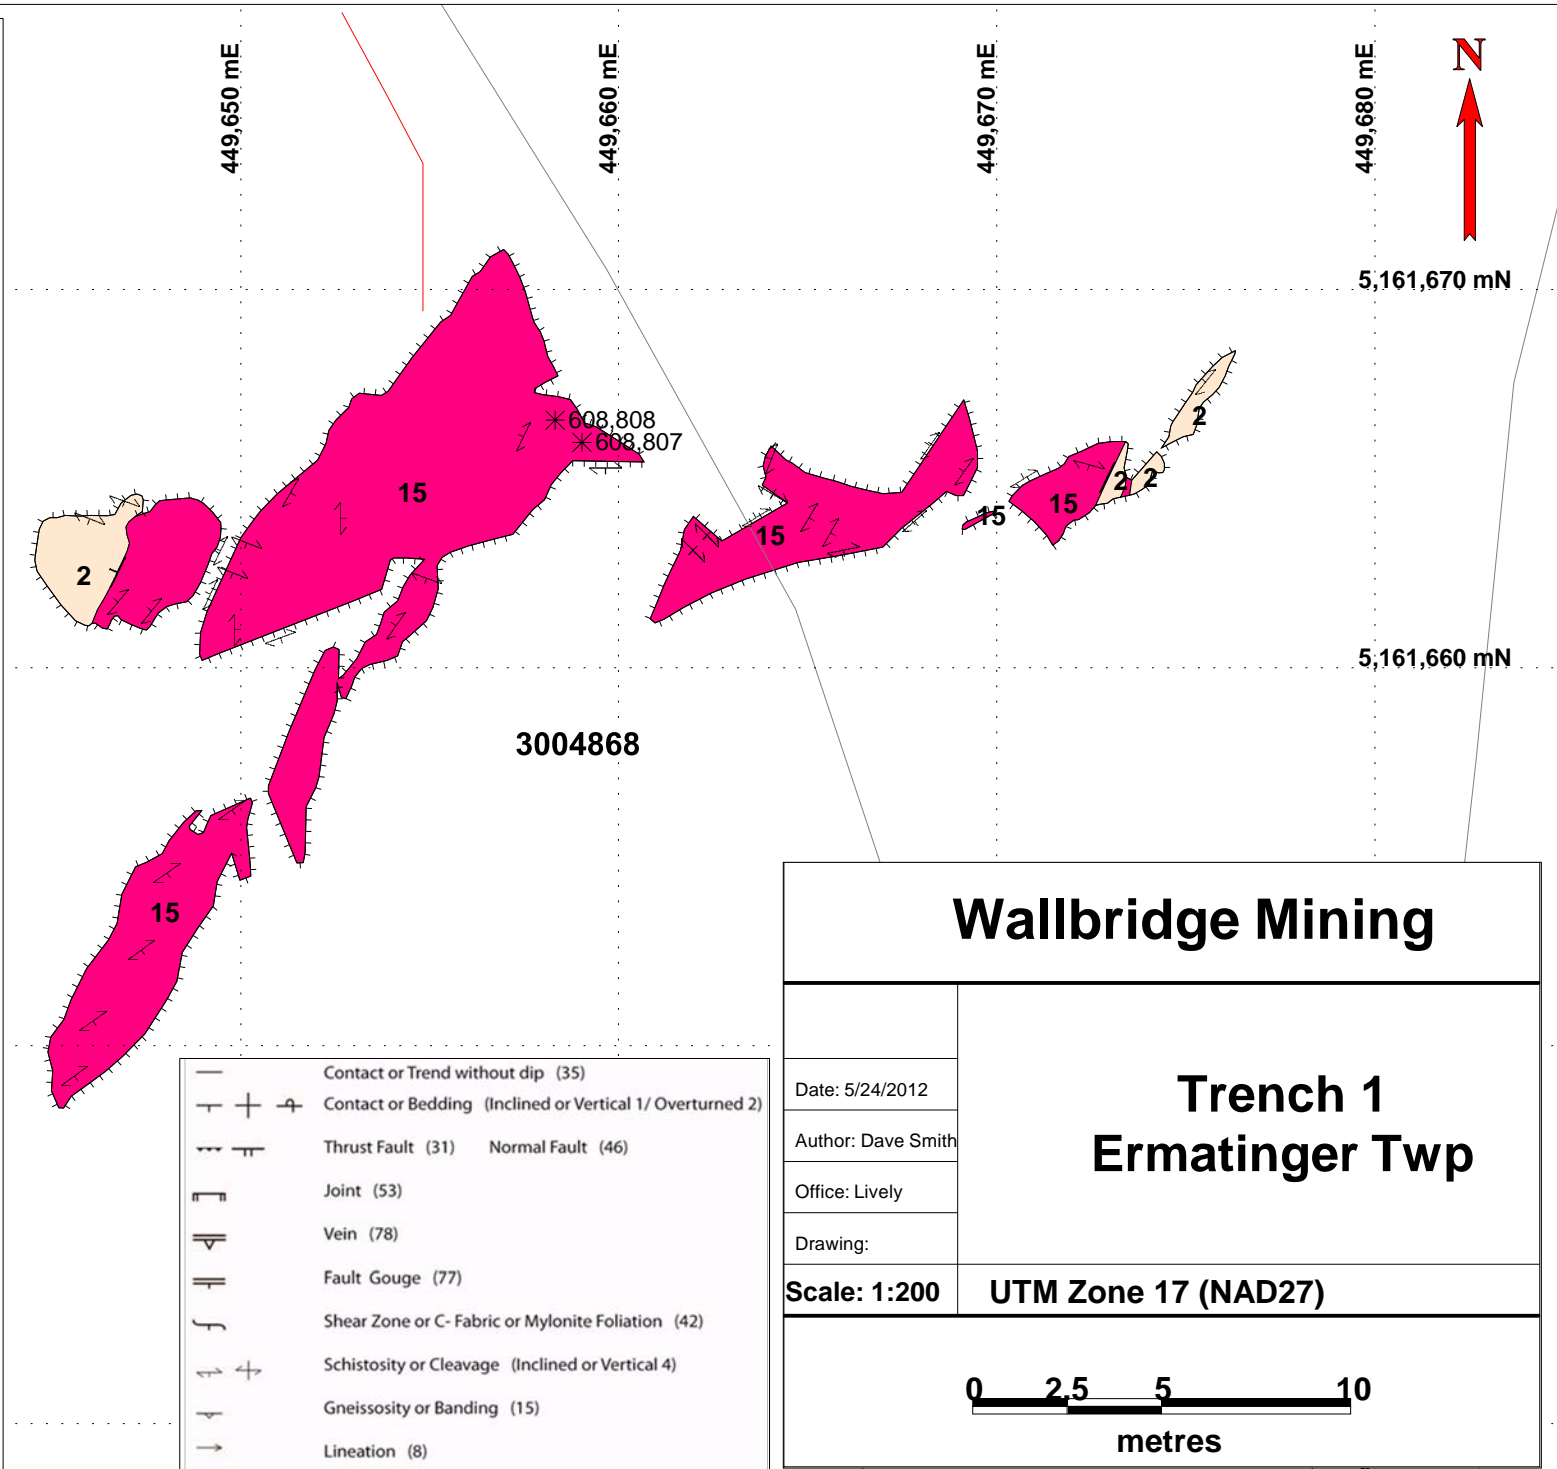 449,650 mE
449,660 mE
449,670 mE
449,680 mE
N
5,161,670 mN
608,808
608,807
2
15
2
2
15
15
15
2
5,161,660 mN
3004868
15
Contact or Trend without dip (35)
Contact or Bedding (Inclined or Vertical 1/ Overturned 2)
Thrust Fault (31) Normal Fault (46)
Joint (53)
Vein (78)
Fault Gouge (77)
Shear Zone or C- Fabric or Mylonite Foliation (42)
Schistosity or Cleavage (Inclined or Vertical 4)
Gneissosity or Banding (15)
Lineation (8)
Wallbridge Mining
Date: 5/24/2012
Author: Dave Smith
Office: Lively
Drawing:
Trench 1
Ermatinger Twp
Scale: 1:200
UTM Zone 17 (NAD27)
0 2.5 5 10
metres